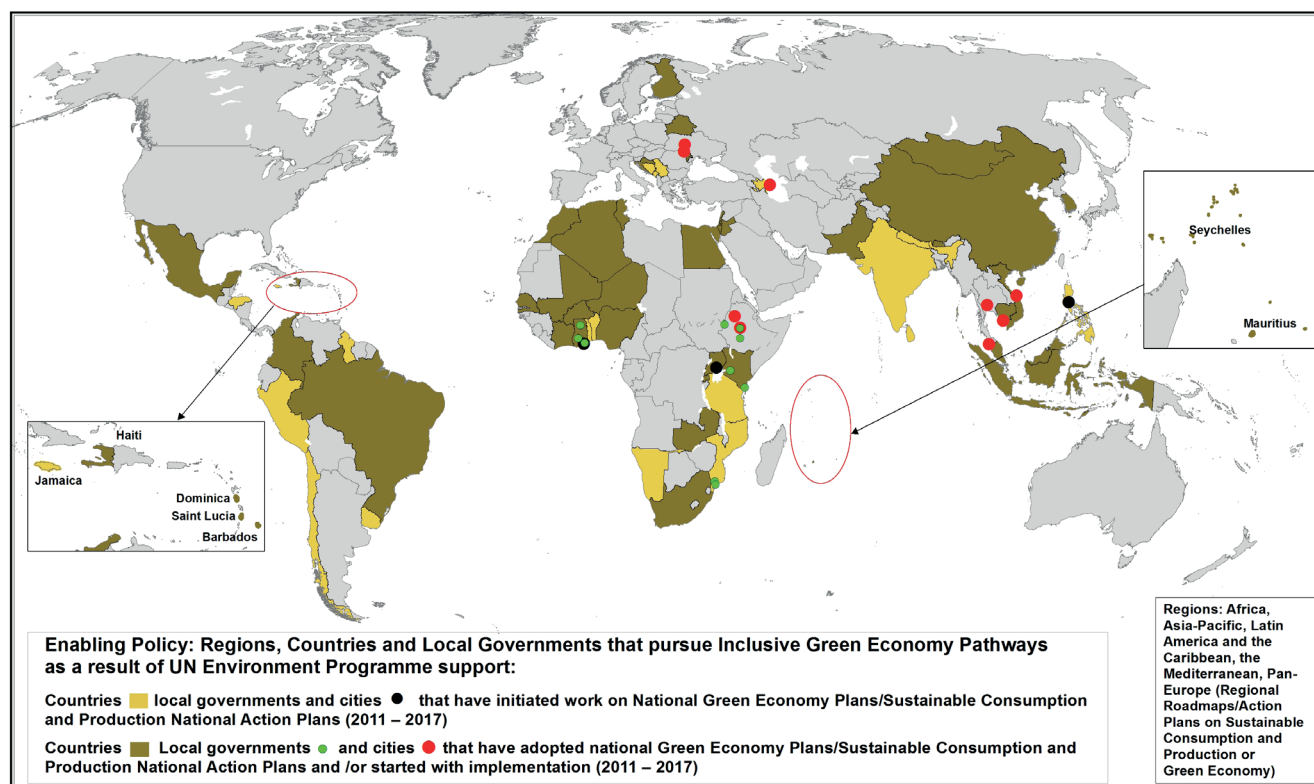 Seychelles
Mauritius
Haiti
Jamaica
Dominica
Saint Lucia
Barbados
Enabling Policy: Regions, Countries and Local Governments that pursue Inclusive Green Economy Pathways
as a result of UN Environment Programme support:
Countries local governments and cities that have initiated work on National Green Economy Plans/Sustainable Consumption
and Production National Action Plans (2011 – 2017)
Countries Local governments and cities that have adopted national Green Economy Plans/Sustainable Consumption and
Production National Action Plans and /or started with implementation (2011 – 2017)
Regions: Africa,
Asia-Pacific, Latin
America and the
Caribbean, the
Mediterranean, Pan-
Europe (Regional
Roadmaps/Action
Plans on Sustainable
Consumption and
Production or
Green Economy)